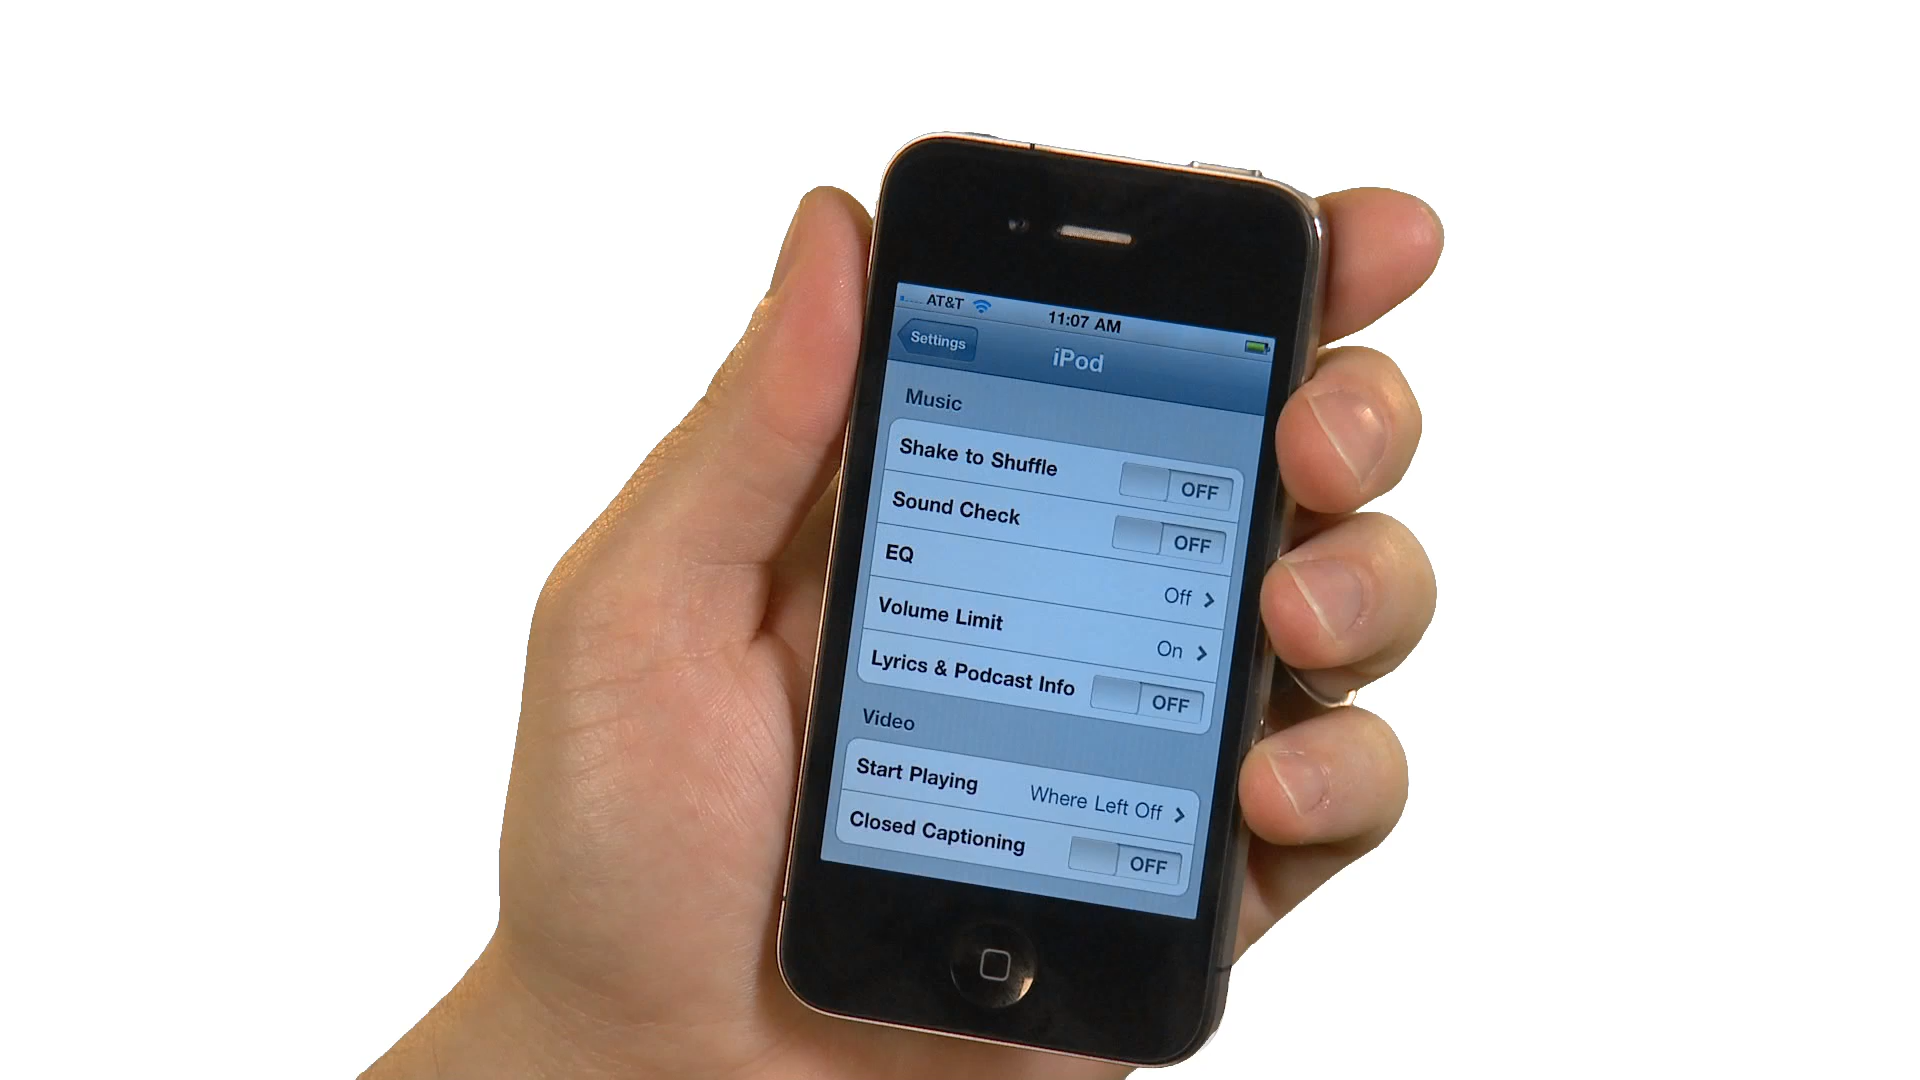 AT&T 11:07 AM
Settings iPod
Music
Shake to Shuffle OFF
Sound Check OFF
EQ Off
Volume Limit On
Lyrics & Podcast Info OFF
Video
Start Playing Where Left Off
Closed Captioning OFF